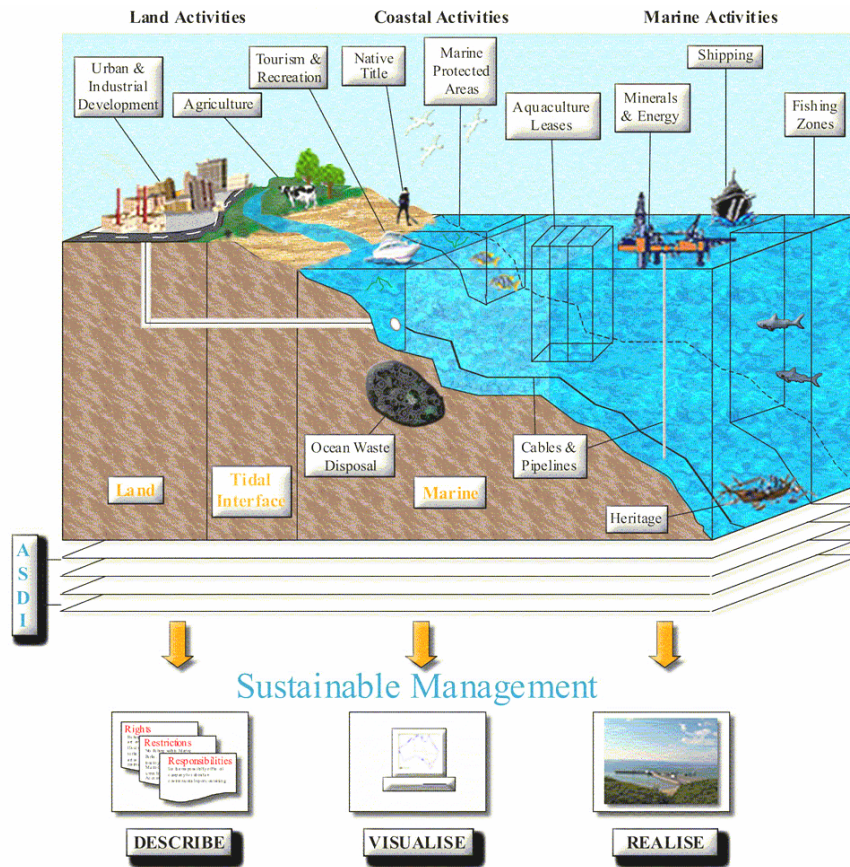 Land Activities
Coastal Activities
Marine Activities
Urban &
Industrial
Development
Agriculture
Tourism &
Recreation
Native
Title
Marine
Protected
Areas
Aquaculture
Leases
Minerals
& Energy
Shipping
Fishing
Zones
Ocean Waste
Disposal
Cables &
Pipelines
Heritage
Land
Tidal
Interface
Marine
A
S
D
I
Sustainable Management
Rights
Restrictions
Responsibilities
DESCRIBE
VISUALISE
REALISE